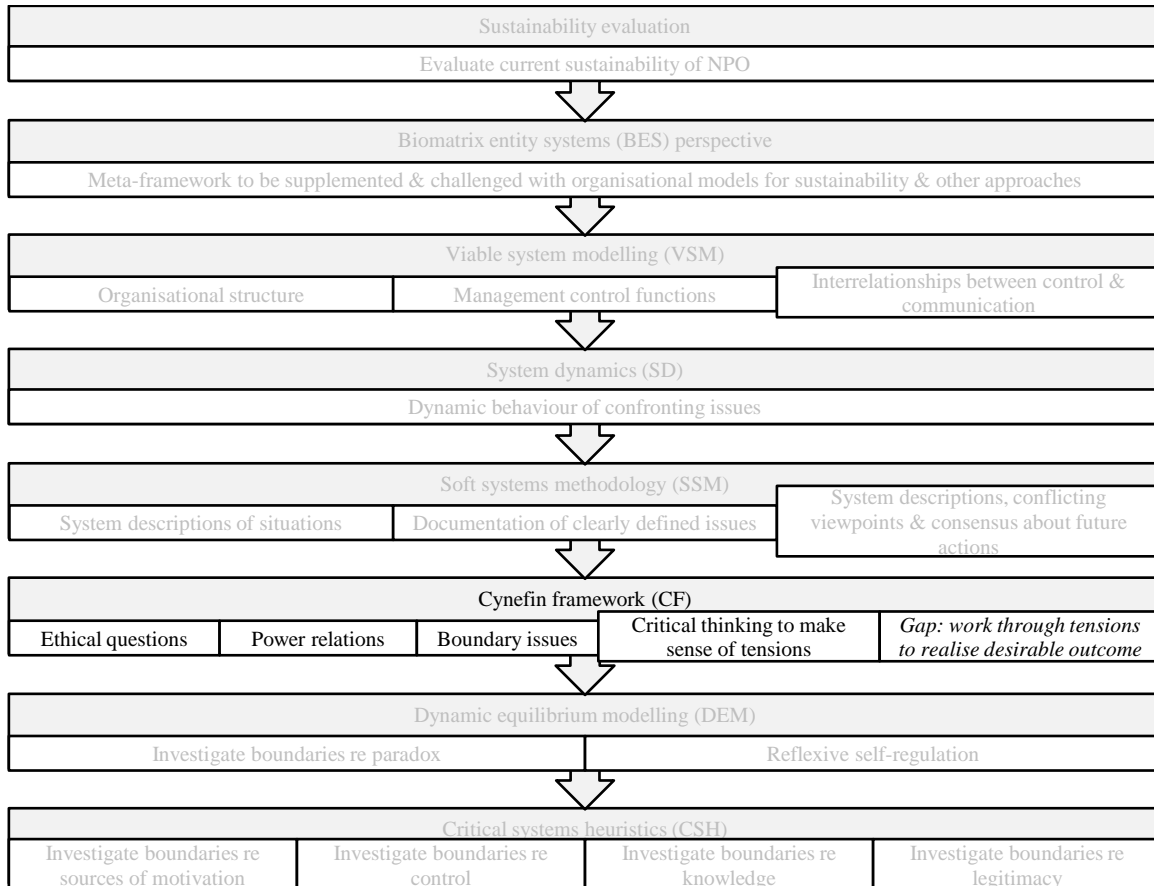 Sustainability evaluation
Evaluate current sustainability of NPO
Biomatrix entity systems (BES) perspective
Meta-framework to be supplemented & challenged with organisational models for sustainability & other approaches
Viable system modelling (VSM)
Organisational structure
Management control functions
Interrelationships between control &
communication
System dynamics (SD)
Dynamic behaviour of confronting issues
Soft systems methodology (SSM)
System descriptions of situations
Documentation of clearly defined issues
System descriptions, conflicting
viewpoints & consensus about future
actions
Cynefin framework (CF)
Ethical questions
Power relations
Boundary issues
Critical thinking to make
sense of tensions
Gap: work through tensions
to realise desirable outcome
Dynamic equilibrium modelling (DEM)
Investigate boundaries re paradox
Reflexive self-regulation
Critical systems heuristics (CSH)
Investigate boundaries re
sources of motivation
Investigate boundaries re
control
Investigate boundaries re
knowledge
Investigate boundaries re
legitimacy